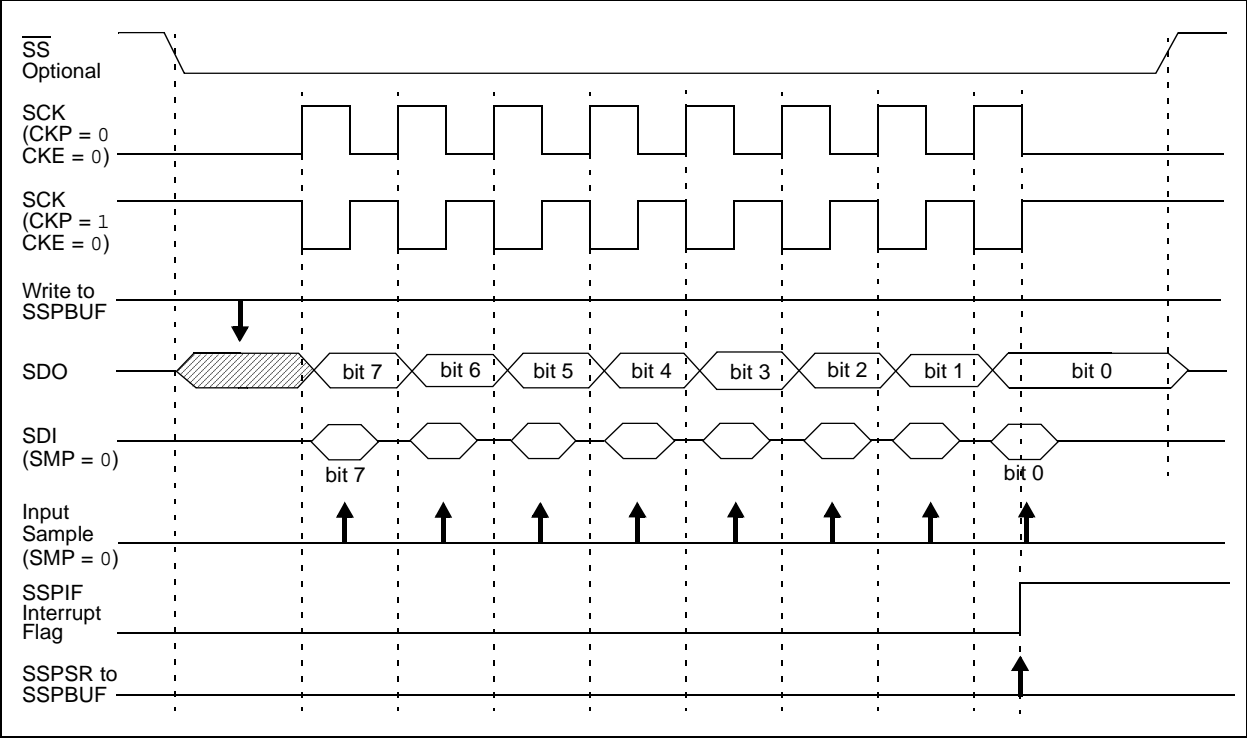 SS
Optional
SCK
(CKP = 0
CKE = 0)
SCK
(CKP = 1
CKE = 0)
Write to
SSPBUF
SDO
bit 7
bit 6
bit 5
bit 4
bit 3
bit 2
bit 1
bit 0
SDI
(SMP = 0)
bit 7
bit 0
Input
Sample
(SMP = 0)
SSPIF
Interrupt
Flag
SSPSR to
SSPBUF